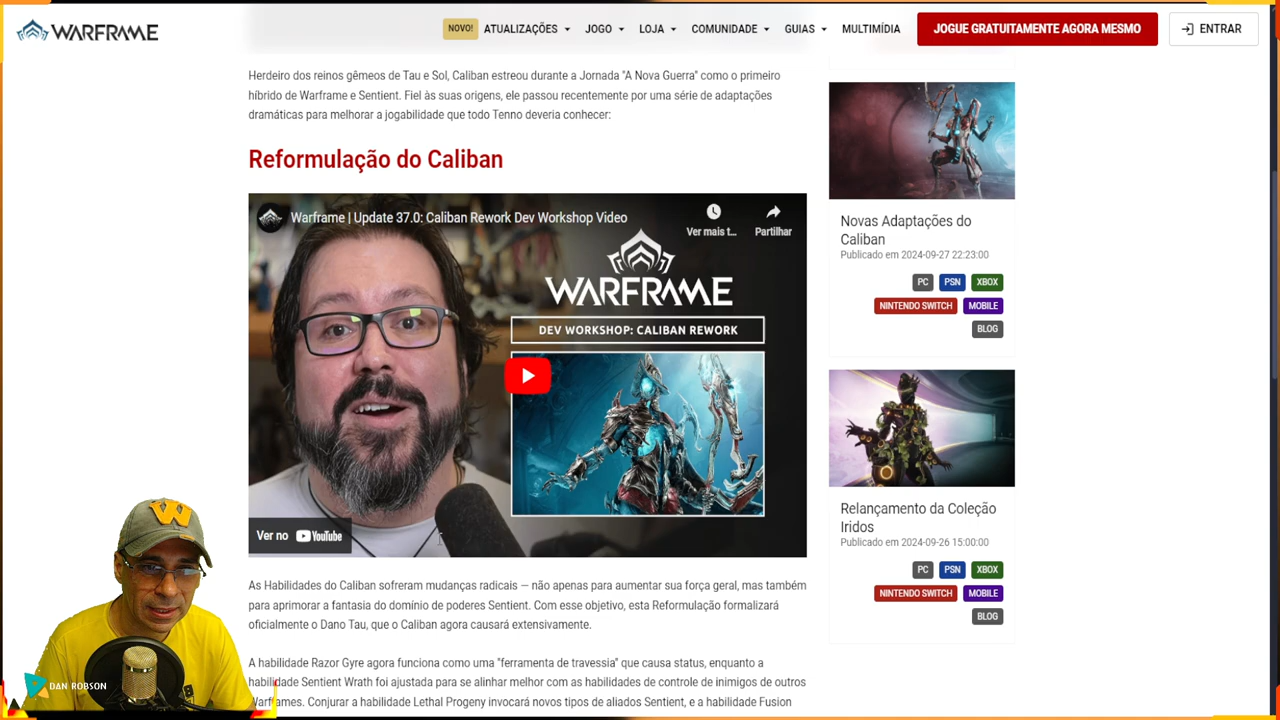 WARFRAME
NOVO! ATUALIZAÇÕES JOGO LOJA COMUNIDADE GUIAS MULTIMÍDIA JOGUE GRATUITAMENTE AGORA MESMO ENTRAR
Herdeiro dos reinos gêmeos de Tau e Sol, Caliban estreou durante a Jornada "A Nova Guerra" como o primeiro
híbrido de Warframe e Sentient. Fiel às suas origens, ele passou recentemente por uma série de adaptações
dramáticas para melhorar a jogabilidade que todo Tenno deveria conhecer:
Reformulação do Caliban
Warframe | Update 37.0: Caliban Rework Dev Workshop Video
Ver mais t...
Partilhar
WARFRAME
DEV WORKSHOP: CALIBAN REWORK
Ver no YouTube
As Habilidades do Caliban sofreram mudanças radicais — não apenas para aumentar sua força geral, mas também
para aprimorar a fantasia do domínio de poderes Sentient. Com esse objetivo, esta Reformulação formalizará
oficialmente o Dano Tau, que o Caliban agora causará extensivamente.
A habilidade Razor Gyre agora funciona como uma "ferramenta de travessia" que causa status, enquanto a
habilidade Sentient Wrath foi ajustada para se alinhar melhor com as habilidades de controle de inimigos de outros
Warframes. Conjurar a habilidade Lethal Progeny invocará novos tipos de aliados Sentient, e a habilidade Fusion
Novas Adaptações do
Caliban
Publicado em 2024-09-27 22:23:00
PC PSN XBOX
NINTENDO SWITCH MOBILE
BLOG
Relançamento da Coleção
Iridos
Publicado em 2024-09-26 15:00:00
PC PSN XBOX
NINTENDO SWITCH MOBILE
BLOG
W
DAN ROBSON